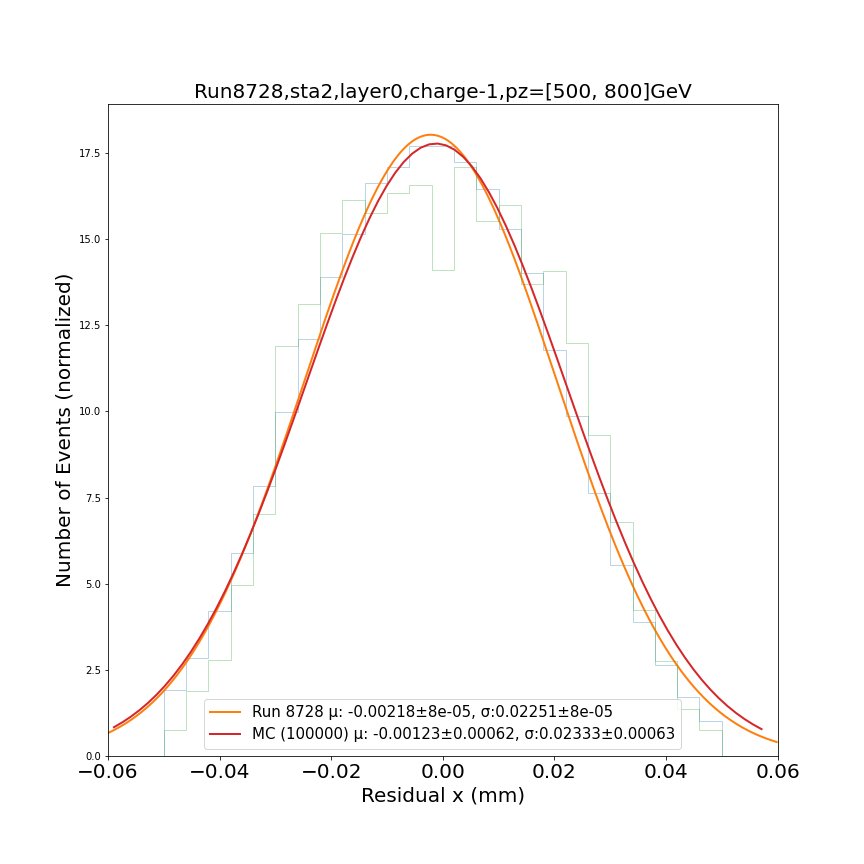 Run8728,sta2,layer0,charge-1,pz=[500, 800]GeV
Number of Events (normalized)
17.5
15.0
12.5
10.0
7.5
5.0
2.5
0.0
Run 8728 μ: -0.00218±8e-05, σ:0.02251±8e-05
MC (100000) μ: -0.00123±0.00062, σ:0.02333±0.00063
−0.06 −0.04 −0.02 0.00 0.02 0.04 0.06
Residual x (mm)